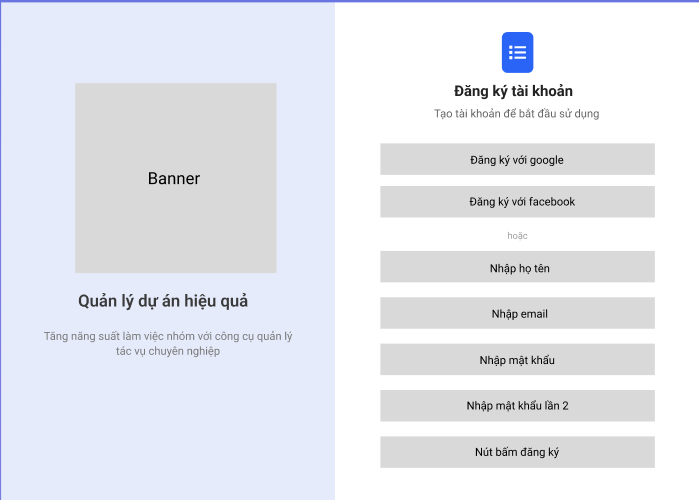 Banner
Quản lý dự án hiệu quả
Tăng năng suất làm việc nhóm với công cụ quản lý
tác vụ chuyên nghiệp
Đăng ký tài khoản
Tạo tài khoản để bắt đầu sử dụng
Đăng ký với google
Đăng ký với facebook
hoặc
Nhập họ tên
Nhập email
Nhập mật khẩu
Nhập mật khẩu lần 2
Nút bấm đăng ký